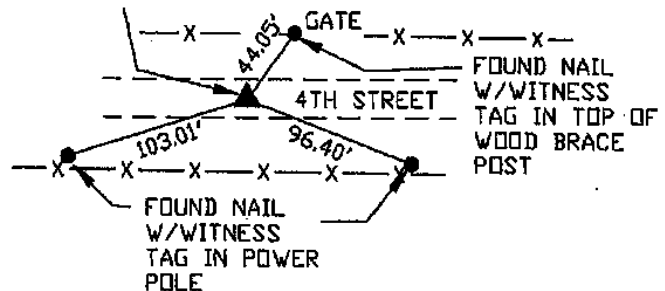 GATE
44.05'
FOUND NAIL
W/WITNESS
TAG IN TOP OF
WOOD BRACE
POST
4TH STREET
103.01'
96.40'
FOUND NAIL
W/WITNESS
TAG IN POWER
POLE